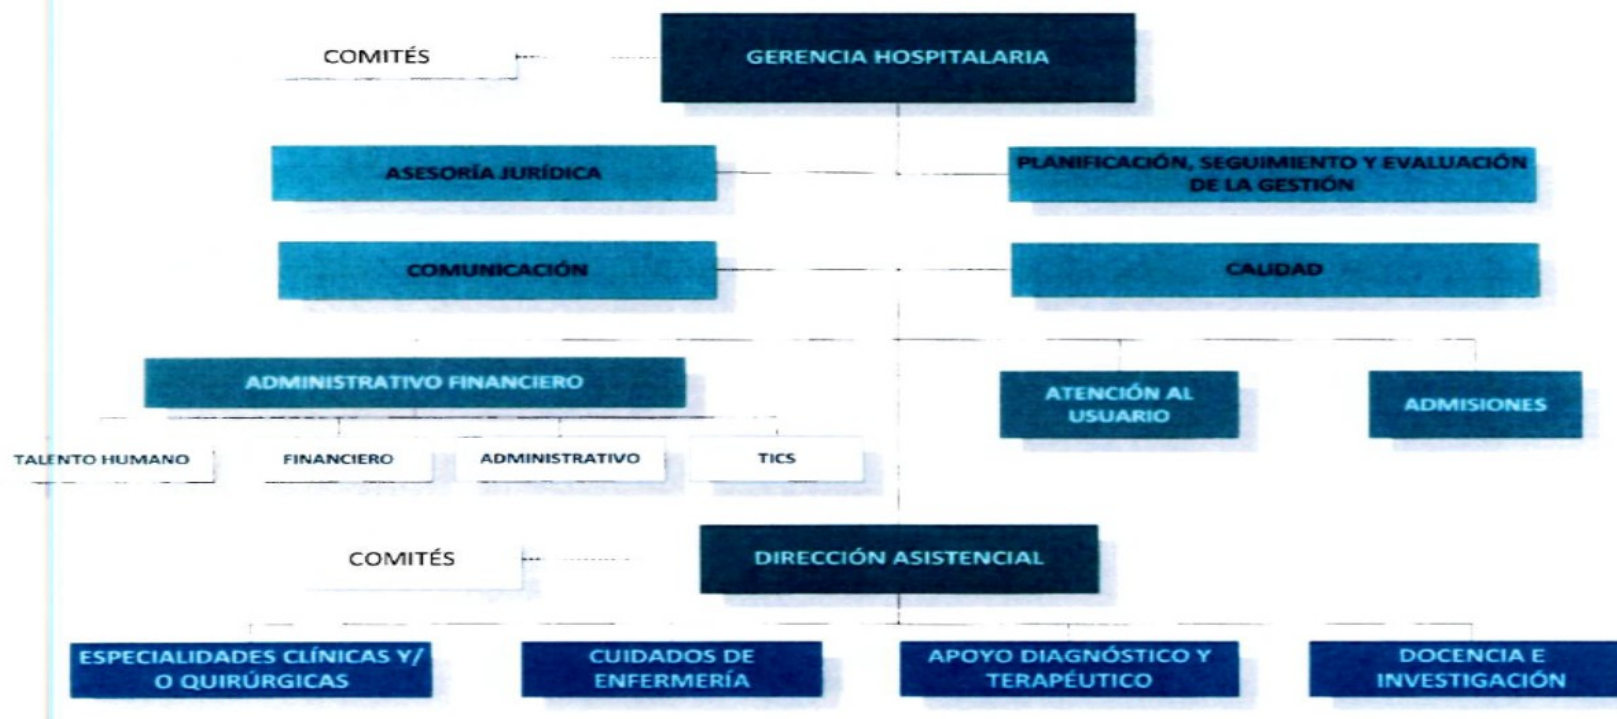 COMITÉS
GERENCIA HOSPITALARIA
ASESORÍA JURÍDICA
PLANIFICACIÓN, SEGUIMIENTO Y EVALUACIÓN
DE LA GESTIÓN
COMUNICACIÓN
CALIDAD
ADMINISTRATIVO FINANCIERO
ATENCIÓN AL
USUARIO
ADMISIONES
TALENTO HUMANO
FINANCIERO
ADMINISTRATIVO
TICS
COMITÉS
DIRECCIÓN ASISTENCIAL
ESPECIALIDADES CLÍNICAS Y/
O QUIRÚRGICAS
CUIDADOS DE
ENFERMERÍA
APOYO DIAGNÓSTICO Y
TERAPÉUTICO
DOCENCIA E
INVESTIGACIÓN